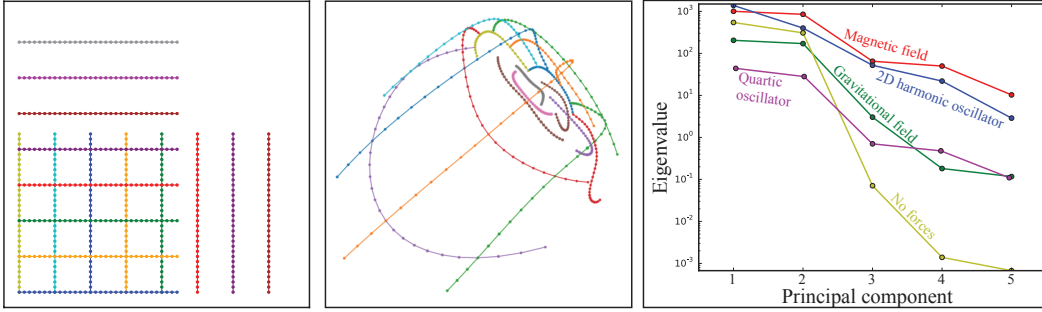 10³
10²
10¹
10⁰
10⁻¹
10⁻²
10⁻³
Eigenvalue
Magnetic field
2D harmonic oscillator
Gravitational field
Quartic
oscillator
No forces
1 2 3 4 5
Principal component